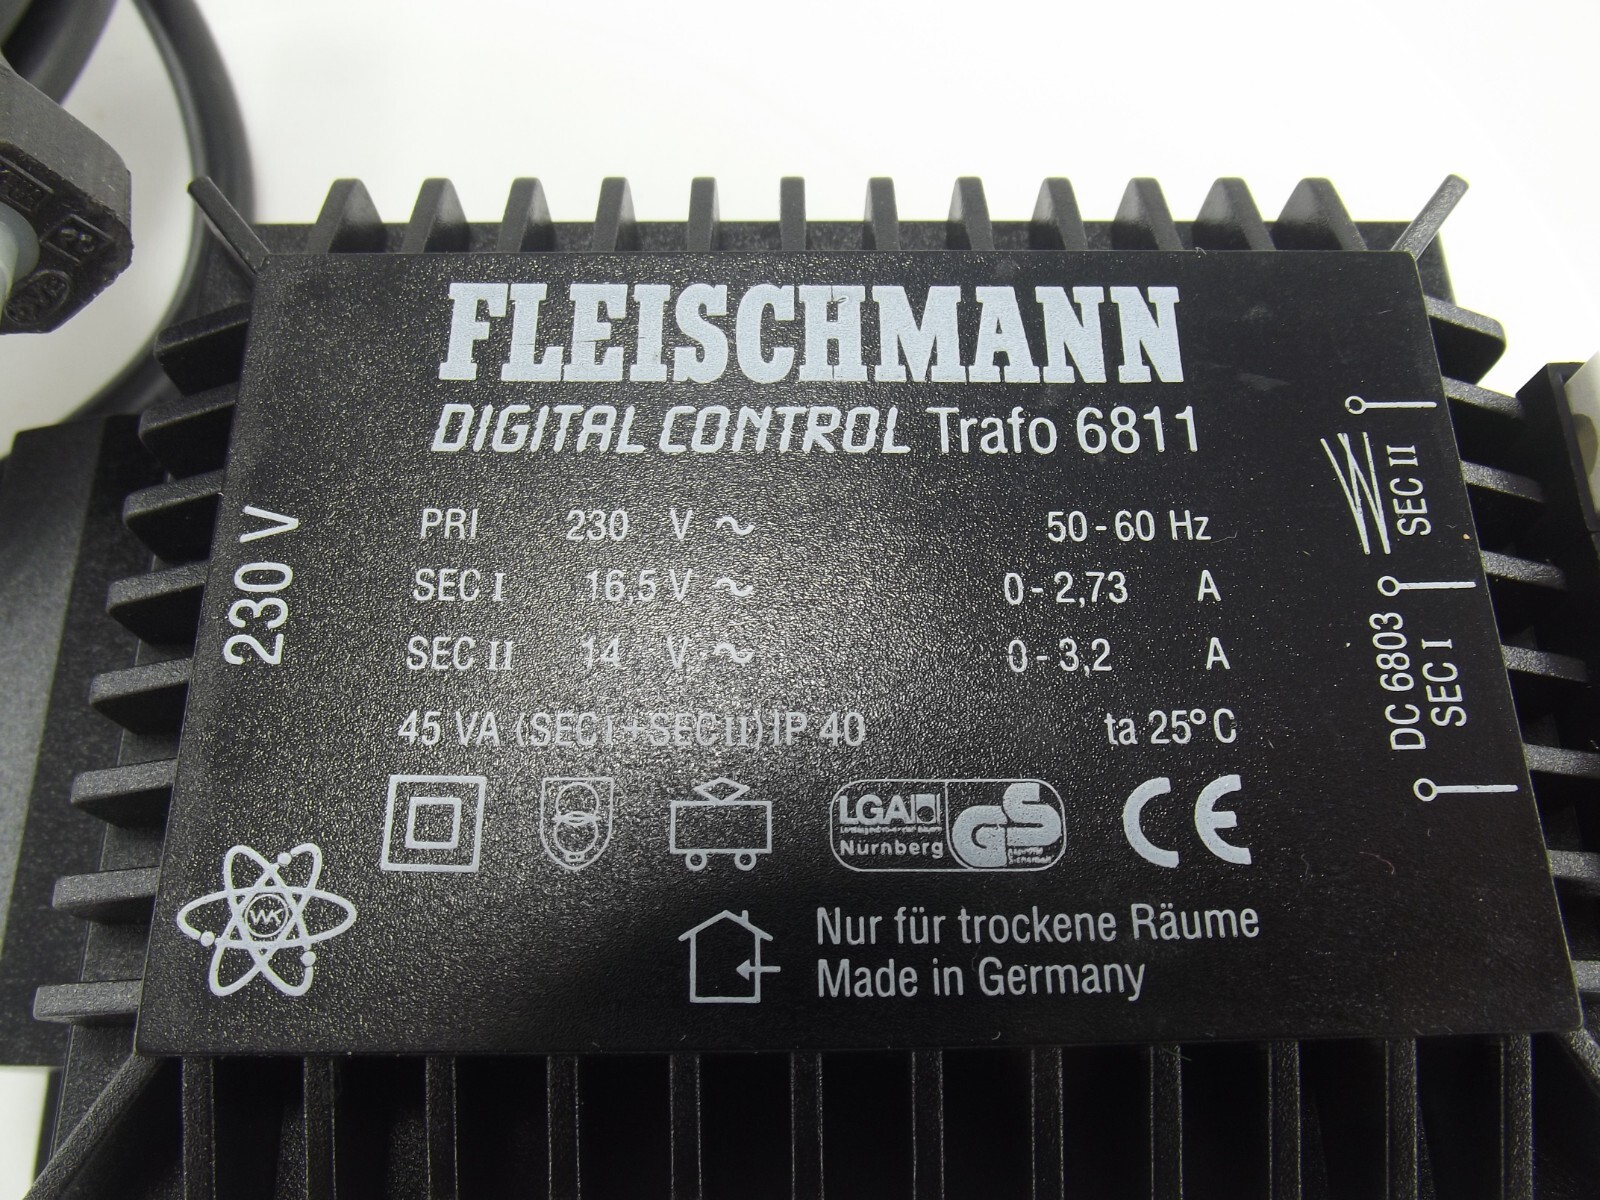 FLEISCHMANN
DIGITAL CONTROL Trafo 6811
230 V
PRI 230 V ~ 50-60 Hz
SEC I 16,5 V ~ 0-2,73 A
SEC II 14 V ~ 0-3,2 A
45 VA (SEC I+SEC II) IP 40 ta 25°C
SEC II
DC 6803
SEC I
LGA
Nürnberg
GS
CE
WK
Nur für trockene Räume
Made in Germany